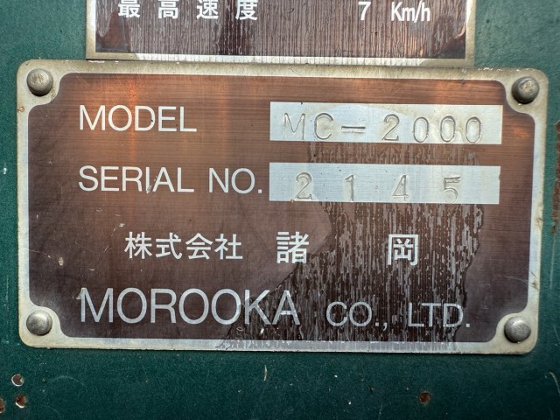 最高速度 7 Km/h
MODEL MC-2000
SERIAL NO. 2145
株式会社 諸岡
MOROOKA CO., LTD.